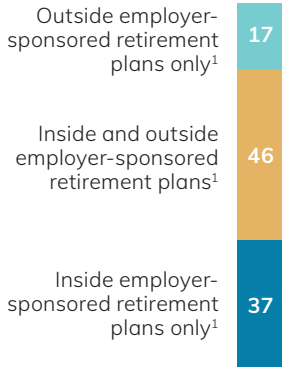 Outside employer-
sponsored retirement
plans only¹
17
Inside and outside
employer-sponsored
retirement plans¹
46
Inside employer-
sponsored retirement
plans only¹
37